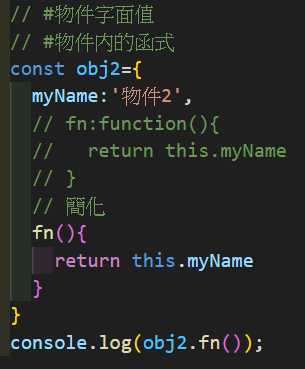 // #物件字面值
// #物件內的函式
const obj2={
  myName:'物件2',
  // fn:function(){
  //   return this.myName
  // }
  // 簡化
  fn(){
    return this.myName
  }
}
console.log(obj2.fn());